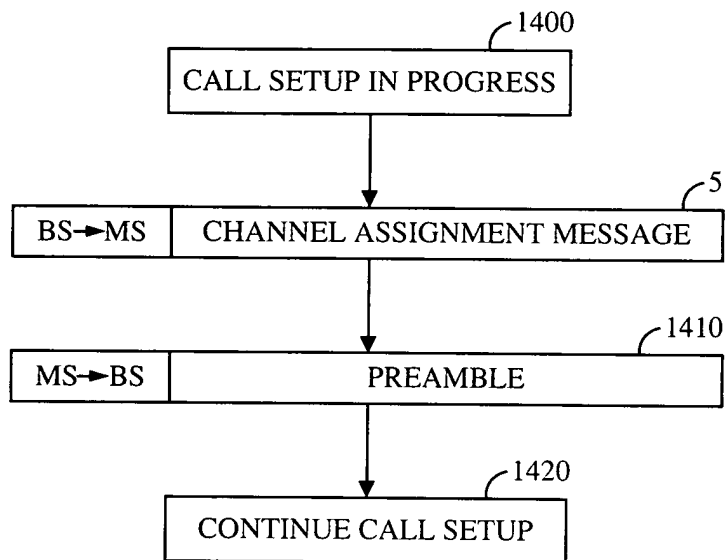 1400
CALL SETUP IN PROGRESS
5
BS→MS CHANNEL ASSIGNMENT MESSAGE
1410
MS→BS PREAMBLE
1420
CONTINUE CALL SETUP